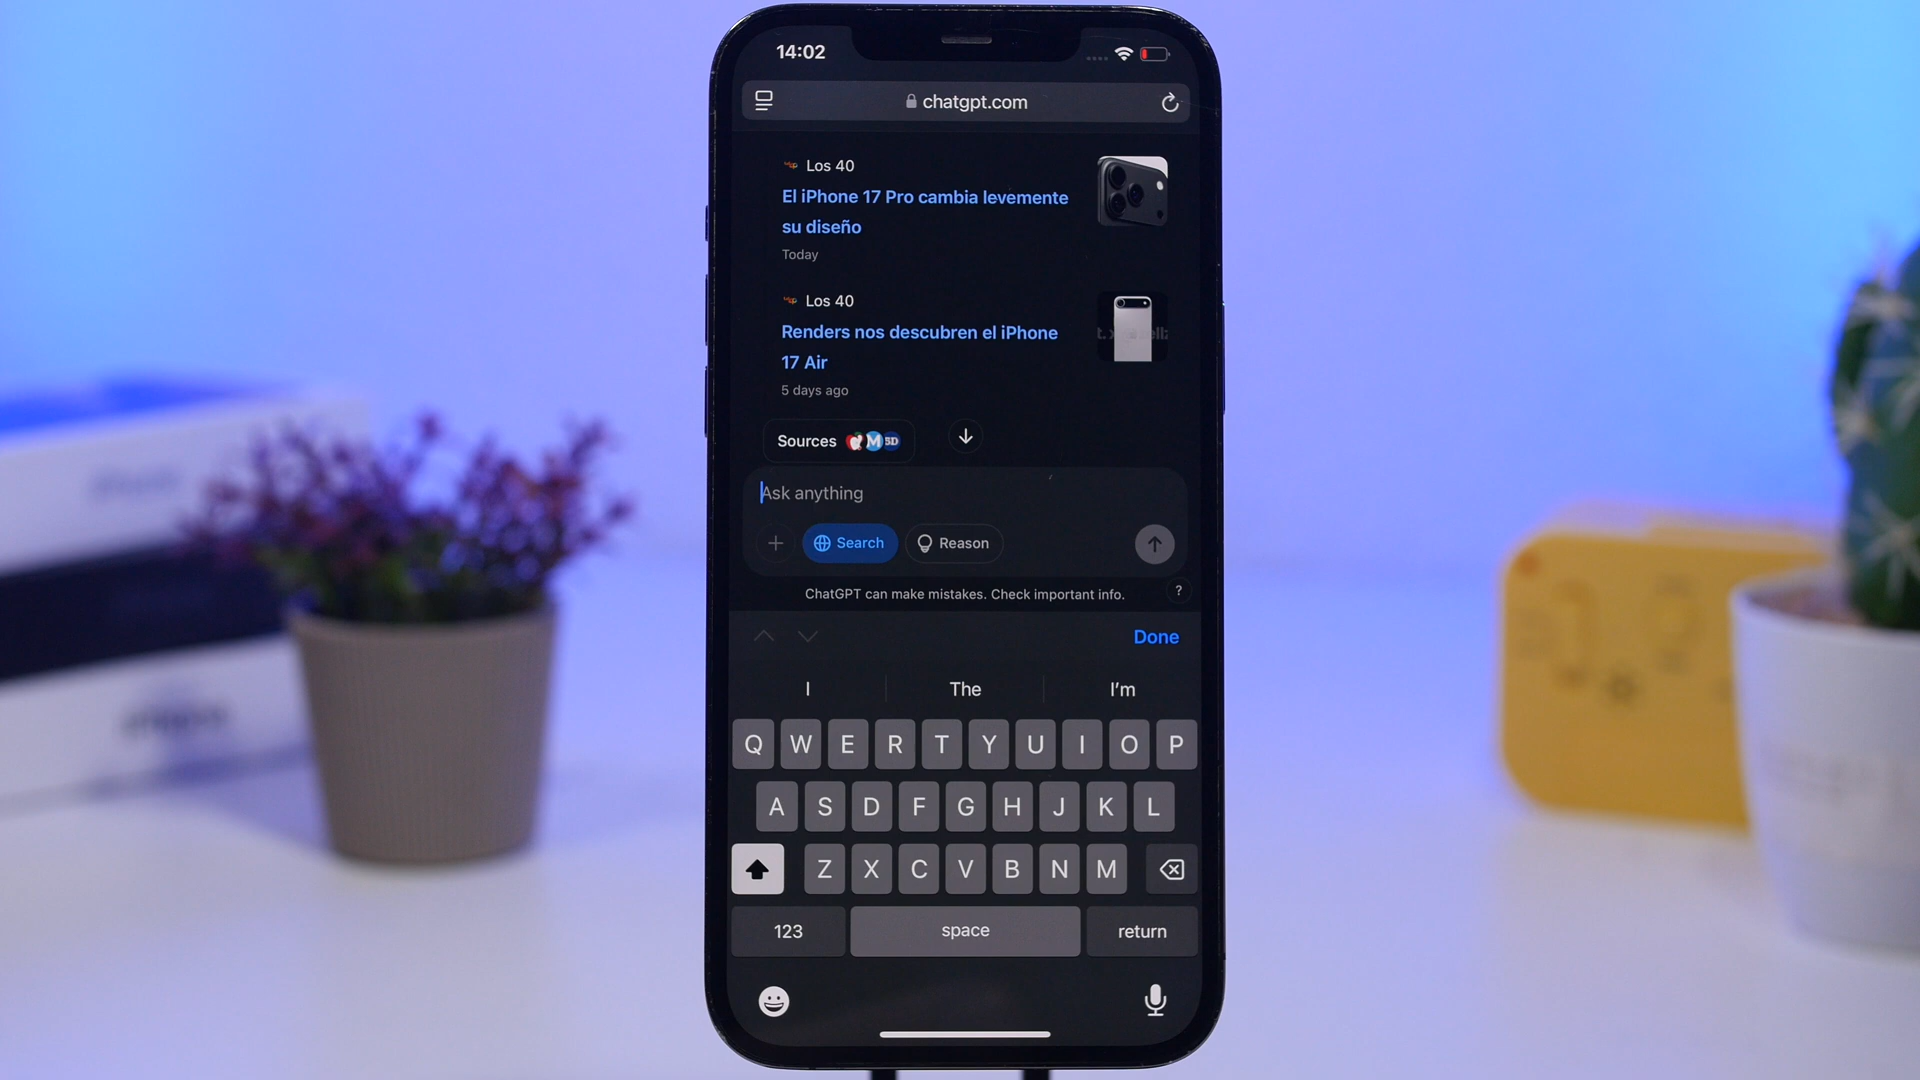 14:02
chatgpt.com
Los 40
El iPhone 17 Pro cambia levemente
su diseño
Today
Los 40
Renders nos descubren el iPhone
17 Air
5 days ago
Sources
Ask anything
Search
Reason
ChatGPT can make mistakes. Check important info.
?
Done
I
The
I’m
Q W E R T Y U I O P
A S D F G H J K L
Z X C V B N M
123
space
return